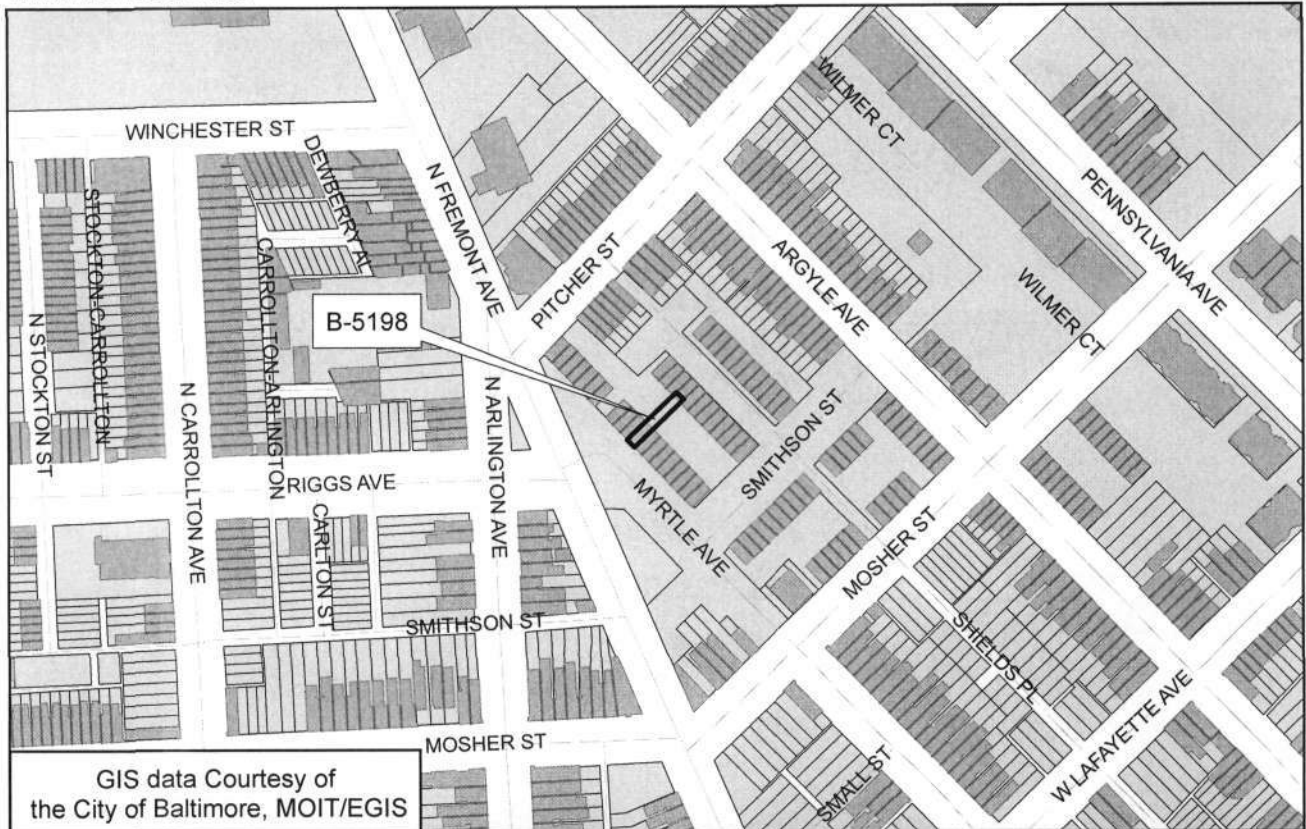 WINCHESTER ST
DEWBERRY AL
N FREMONT AVE
WILMER CT
PENNSYLVANIA AVE
STOCKTON-CARROLLTON
N STOCKTON ST
CARROLLTON-ARLINGTON
PITCHER ST
ARGYLE AVE
WILMER CT
B-5198
N CARROLLTON AVE
N ARLINGTON AVE
SMITHSON ST
RIGGS AVE
MYRTLE AVE
CARLTON ST
MOSHER ST
SMITHSON ST
SHIELDS PL
W LAFAYETTE AVE
MOSHER ST
SMALL ST
GIS data Courtesy of
the City of Baltimore, MOIT/EGIS